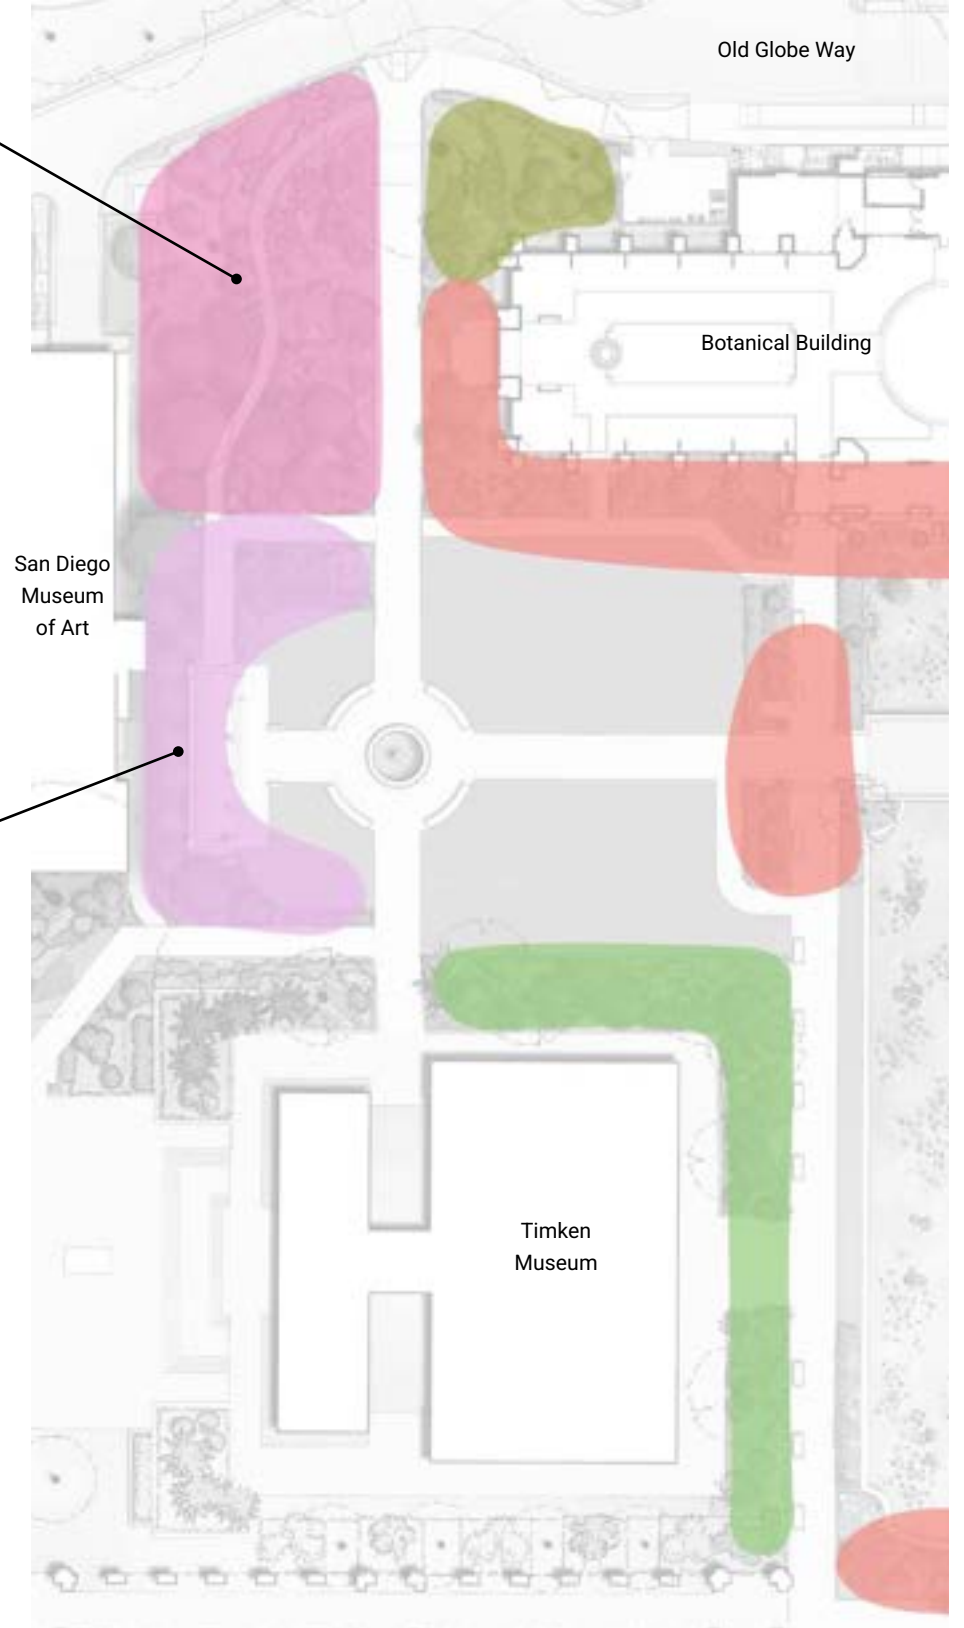 Old Globe Way
Botanical Building
San Diego
Museum
of Art
Timken
Museum